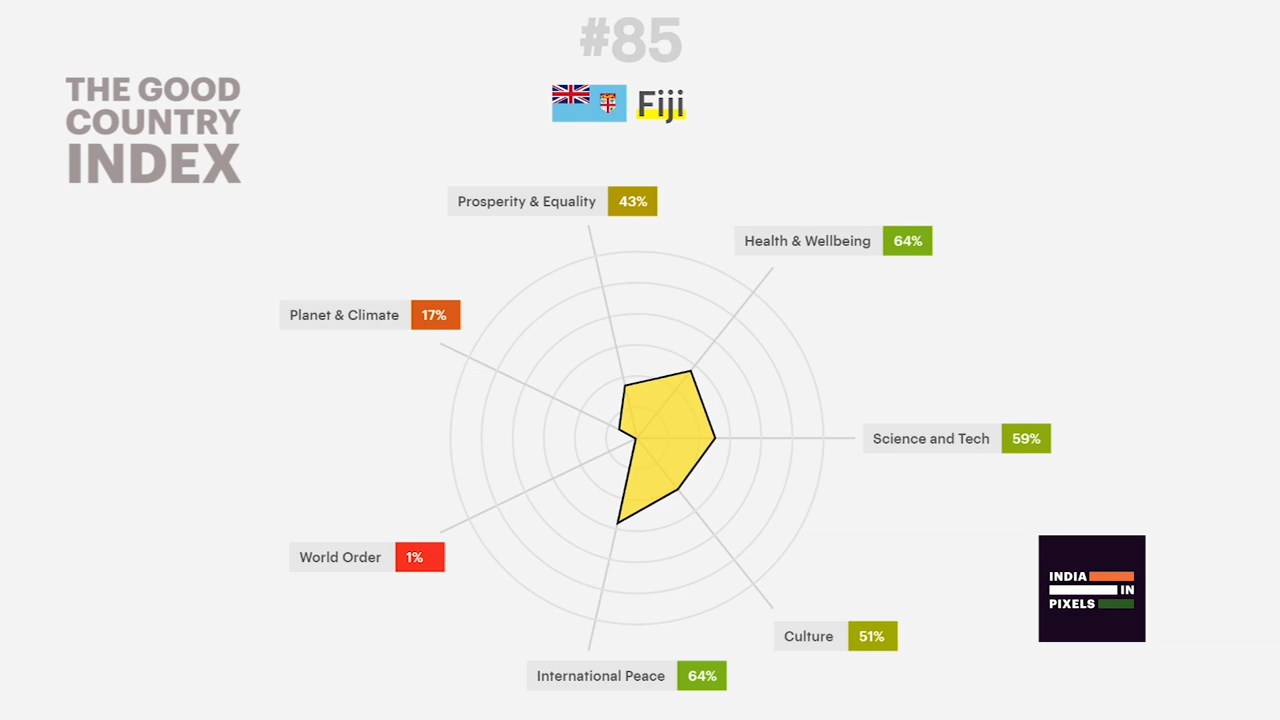 #85
THE GOOD
COUNTRY
INDEX
Fiji
Prosperity & Equality 43%
Health & Wellbeing 64%
Planet & Climate 17%
Science and Tech 59%
World Order 1%
Culture 51%
International Peace 64%
INDIA
IN
PIXELS